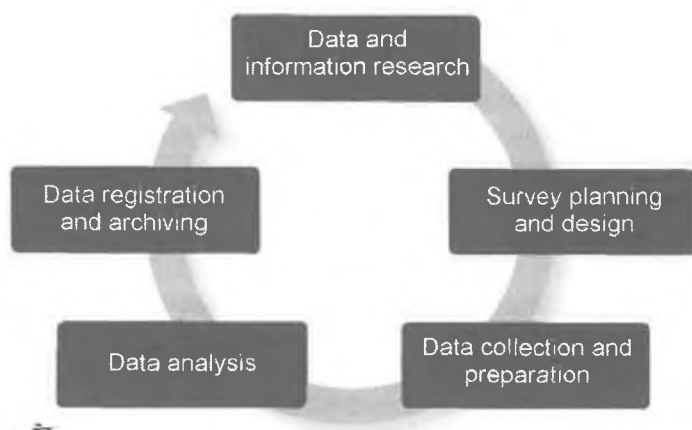 Data and
information research
Survey planning
and design
Data collection and
preparation
Data analysis
Data registration
and archiving